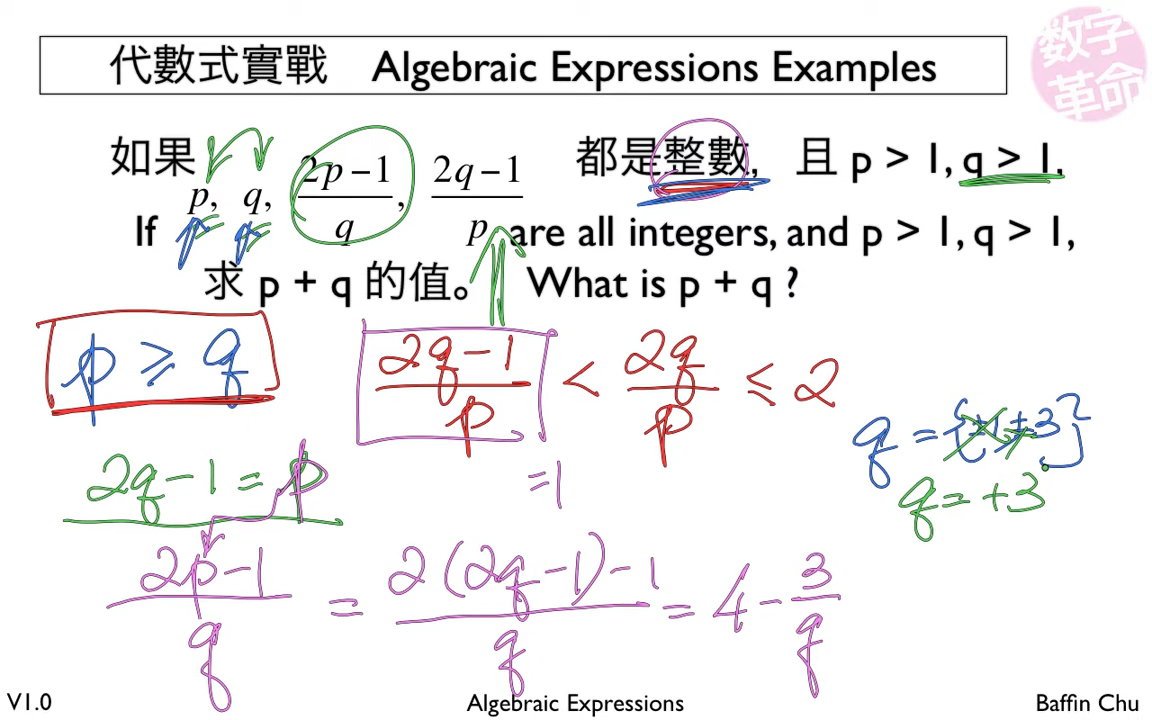 代數式實戰 Algebraic Expressions Examples
数字
革命
如果 p, q, (2p−1)/q, (2q−1)/p 都是整數, 且 p > 1, q > 1,
If are all integers, and p > 1, q > 1,
p q
求 p + q 的值。 What is p + q ?
p ≥ q (2q−1)/p < 2q/p ≤ 2
=1
q = {±1, ±3}
2q−1 = p
q = +3
(2p−1)/q = (2(2q−1)−1)/q = 4 − 3/q
V1.0 Algebraic Expressions Baffin Chu